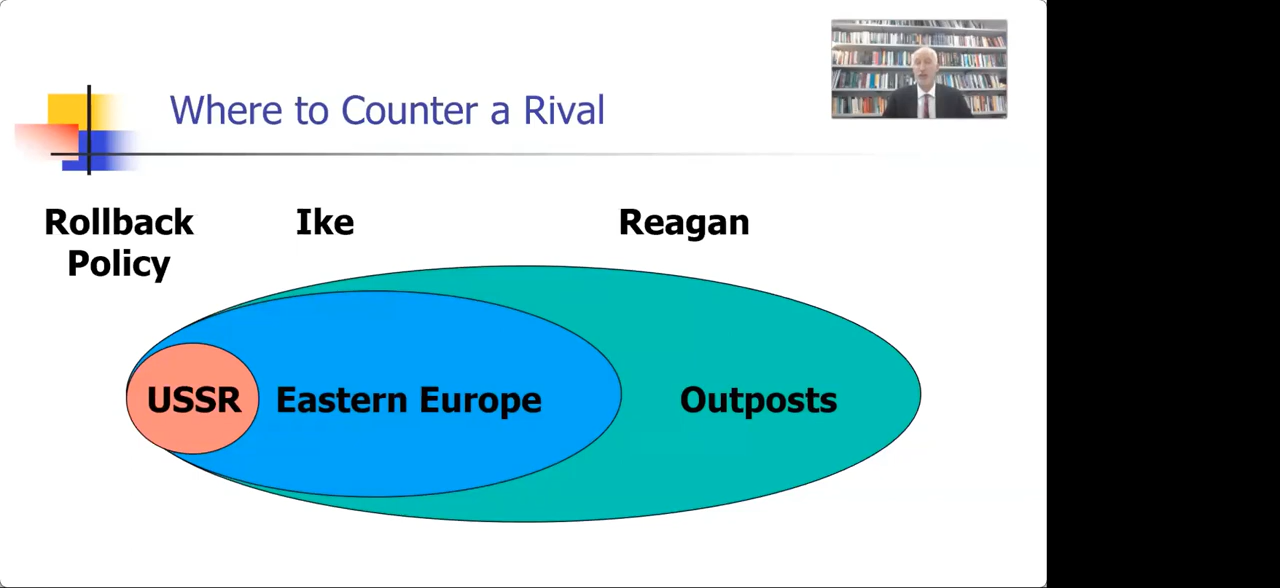 Where to Counter a Rival
Rollback Ike Reagan
Policy
USSR Eastern Europe Outposts